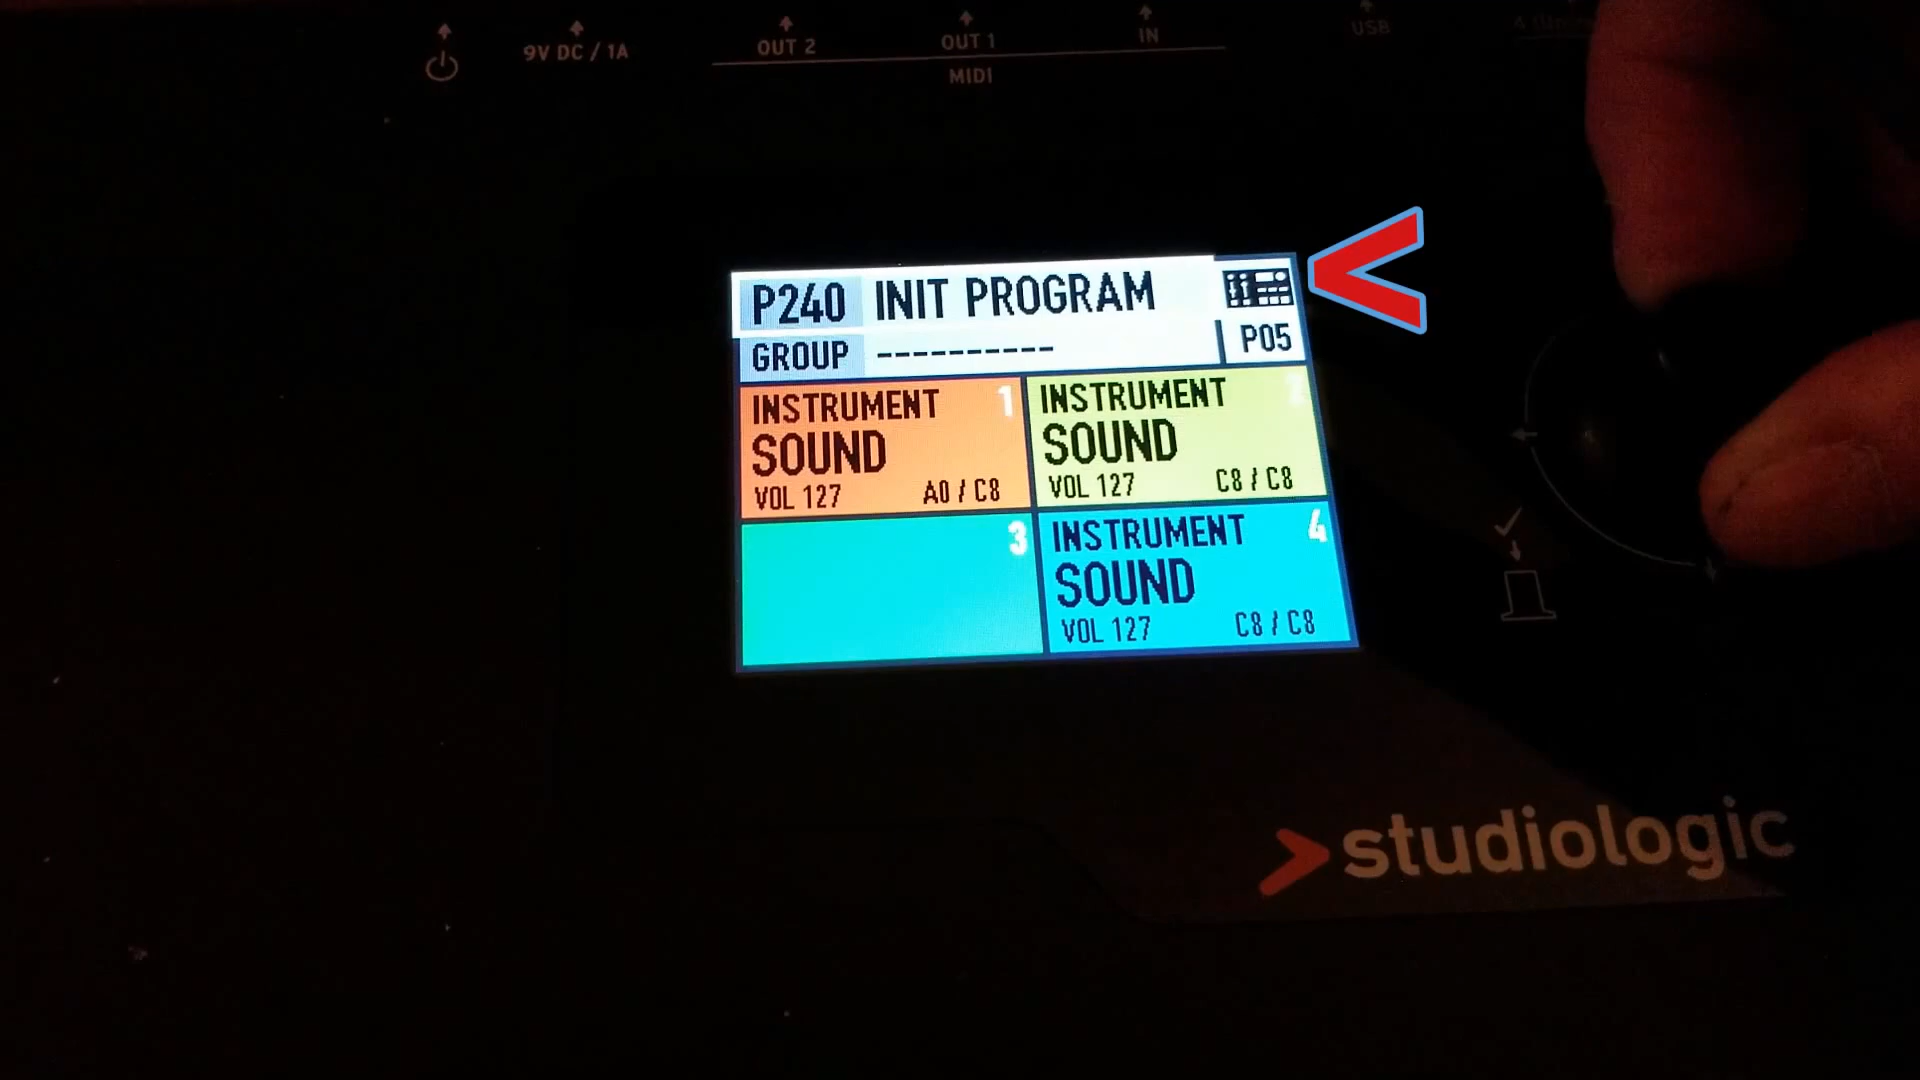 9V DC / 1A
OUT 2
OUT 1
IN
USB
MIDI
P240 INIT PROGRAM
GROUP ---------- P05
INSTRUMENT 1
SOUND
VOL 127 A0 / C8
INSTRUMENT 2
SOUND
VOL 127 C8 / C8
3
INSTRUMENT 4
SOUND
VOL 127 C8 / C8
studiologic